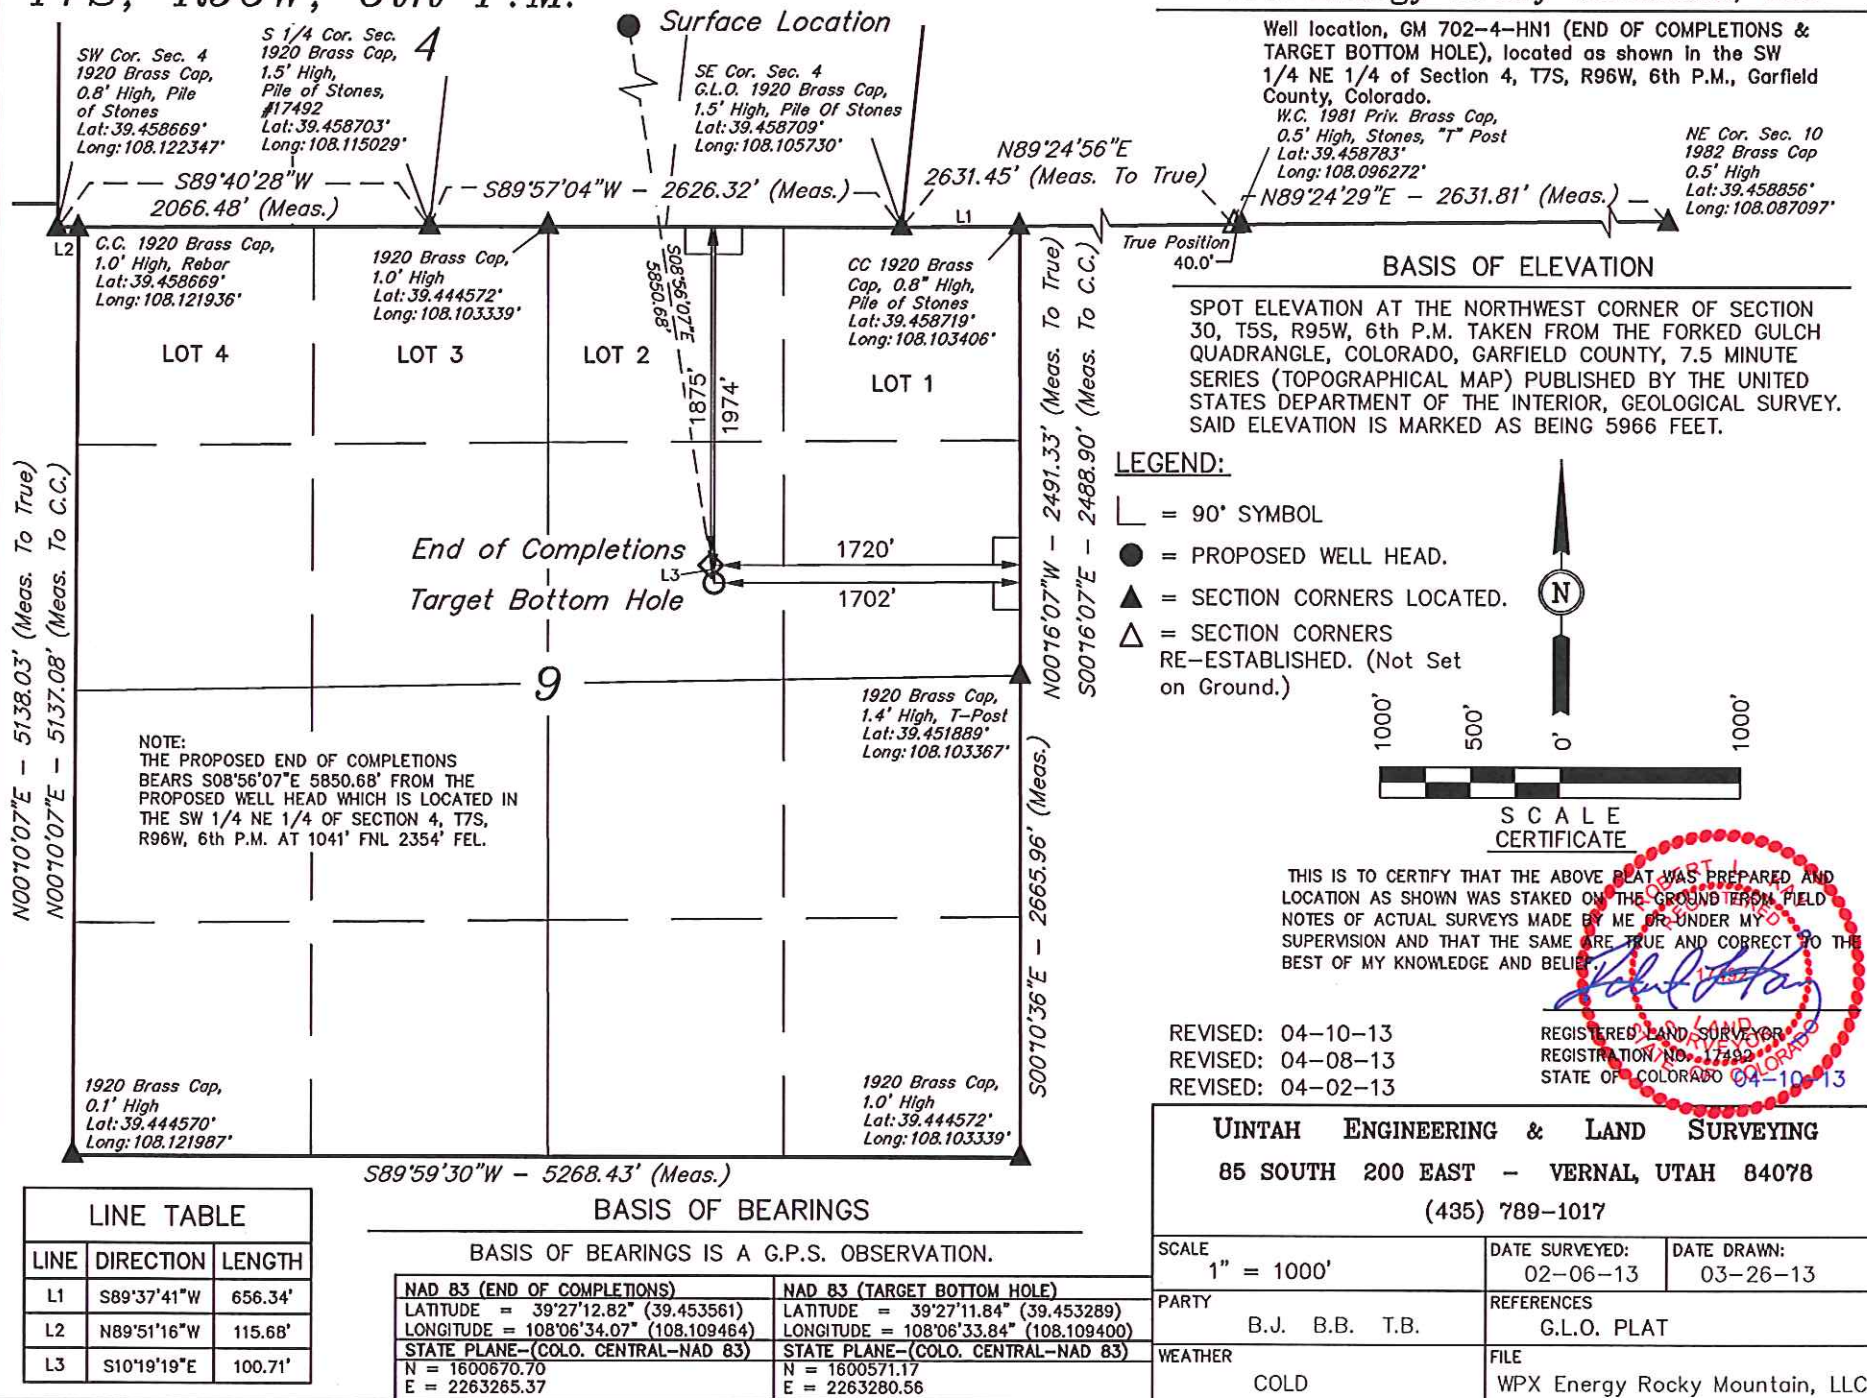 Surface Location
Well location, GM 702-4-HN1 (END OF COMPLETIONS &
TARGET BOTTOM HOLE), located as shown in the SW
1/4 NE 1/4 of Section 4, T7S, R96W, 6th P.M., Garfield
County, Colorado.
SW Cor. Sec. 4
1920 Brass Cap,
0.8' High, Pile
of Stones
Lat:39.458669°
Long:108.122347°
S 1/4 Cor. Sec.
1920 Brass Cap,
1.5' High,
Pile of Stones,
#17492
Lat:39.458703°
Long:108.115029°
4
SE Cor. Sec. 4
G.L.O. 1920 Brass Cap,
1.5' High, Pile Of Stones
Lat:39.458709°
Long:108.105730°
W.C. 1981 Priv. Brass Cap,
0.5' High, Stones, "T" Post
Lat:39.458783°
Long:108.096272°
NE Cor. Sec. 10
1982 Brass Cap
0.5' High
Lat:39.458856°
Long:108.087097°
S89°40'28"W
2066.48' (Meas.)
S89°57'04"W - 2626.32' (Meas.)
N89°24'56"E
2631.45' (Meas. To True)
N89°24'29"E - 2631.81' (Meas.)
L1
L2
True Position
40.0'
C.C. 1920 Brass Cap,
1.0' High, Rebar
Lat:39.458669°
Long:108.121936°
1920 Brass Cap,
1.0' High
Lat:39.444572°
Long:108.103339°
S08°56'07"E
5850.68'
CC 1920 Brass
Cap, 0.8" High,
Pile of Stones
Lat:39.458719°
Long:108.103406°
LOT 4
LOT 3
LOT 2
LOT 1
1875'
1974'
End of Completions
L3
Target Bottom Hole
1720'
1702'
9
N00°10'07"E - 5138.03' (Meas. To True)
N00°10'07"E - 5137.08' (Meas. To C.C.)
N00°16'07"W - 2491.33' (Meas. To True)
S00°16'07"E - 2488.90' (Meas. To C.C.)
1920 Brass Cap,
1.4' High, T-Post
Lat:39.451889°
Long:108.103367°
S00°10'36"E - 2665.96' (Meas.)
NOTE:
THE PROPOSED END OF COMPLETIONS
BEARS S08°56'07"E 5850.68' FROM THE
PROPOSED WELL HEAD WHICH IS LOCATED IN
THE SW 1/4 NE 1/4 OF SECTION 4, T7S,
R96W, 6th P.M. AT 1041' FNL 2354' FEL.
1920 Brass Cap,
0.1' High
Lat:39.444570°
Long:108.121987°
1920 Brass Cap,
1.0' High
Lat:39.444572°
Long:108.103339°
S89°59'30"W - 5268.43' (Meas.)
BASIS OF ELEVATION
SPOT ELEVATION AT THE NORTHWEST CORNER OF SECTION
30, T5S, R95W, 6th P.M. TAKEN FROM THE FORKED GULCH
QUADRANGLE, COLORADO, GARFIELD COUNTY, 7.5 MINUTE
SERIES (TOPOGRAPHICAL MAP) PUBLISHED BY THE UNITED
STATES DEPARTMENT OF THE INTERIOR, GEOLOGICAL SURVEY.
SAID ELEVATION IS MARKED AS BEING 5966 FEET.
LEGEND:
= 90° SYMBOL
= PROPOSED WELL HEAD.
= SECTION CORNERS LOCATED.
= SECTION CORNERS
RE-ESTABLISHED. (Not Set
on Ground.)
N
1000' 500' 0' 1000'
SCALE
CERTIFICATE
THIS IS TO CERTIFY THAT THE ABOVE PLAT WAS PREPARED AND
LOCATION AS SHOWN WAS STAKED ON THE GROUND FROM FIELD
NOTES OF ACTUAL SURVEYS MADE BY ME OR UNDER MY
SUPERVISION AND THAT THE SAME ARE TRUE AND CORRECT TO THE
BEST OF MY KNOWLEDGE AND BELIEF.
REGISTERED
17492
LAND
SURVEYOR
STATE OF COLORADO
REGISTERED LAND SURVEYOR
REGISTRATION NO. 17492
STATE OF COLORADO 04-10-13
REVISED: 04-10-13
REVISED: 04-08-13
REVISED: 04-02-13
UINTAH ENGINEERING & LAND SURVEYING
85 SOUTH 200 EAST - VERNAL, UTAH 84078
(435) 789-1017
SCALE
1" = 1000'
DATE SURVEYED:
02-06-13
DATE DRAWN:
03-26-13
PARTY
B.J. B.B. T.B.
REFERENCES
G.L.O. PLAT
WEATHER
COLD
FILE
WPX Energy Rocky Mountain, LLC
LINE TABLE
LINE DIRECTION LENGTH
L1 S89°37'41"W 656.34'
L2 N89°51'16"W 115.68'
L3 S10°19'19"E 100.71'
BASIS OF BEARINGS
BASIS OF BEARINGS IS A G.P.S. OBSERVATION.
NAD 83 (END OF COMPLETIONS)
LATITUDE = 39°27'12.82" (39.453561)
LONGITUDE = 108°06'34.07" (108.109464)
STATE PLANE-(COLO. CENTRAL-NAD 83)
N = 1600670.70
E = 2263265.37
NAD 83 (TARGET BOTTOM HOLE)
LATITUDE = 39°27'11.84" (39.453289)
LONGITUDE = 108°06'33.84" (108.109400)
STATE PLANE-(COLO. CENTRAL-NAD 83)
N = 1600571.17
E = 2263280.56